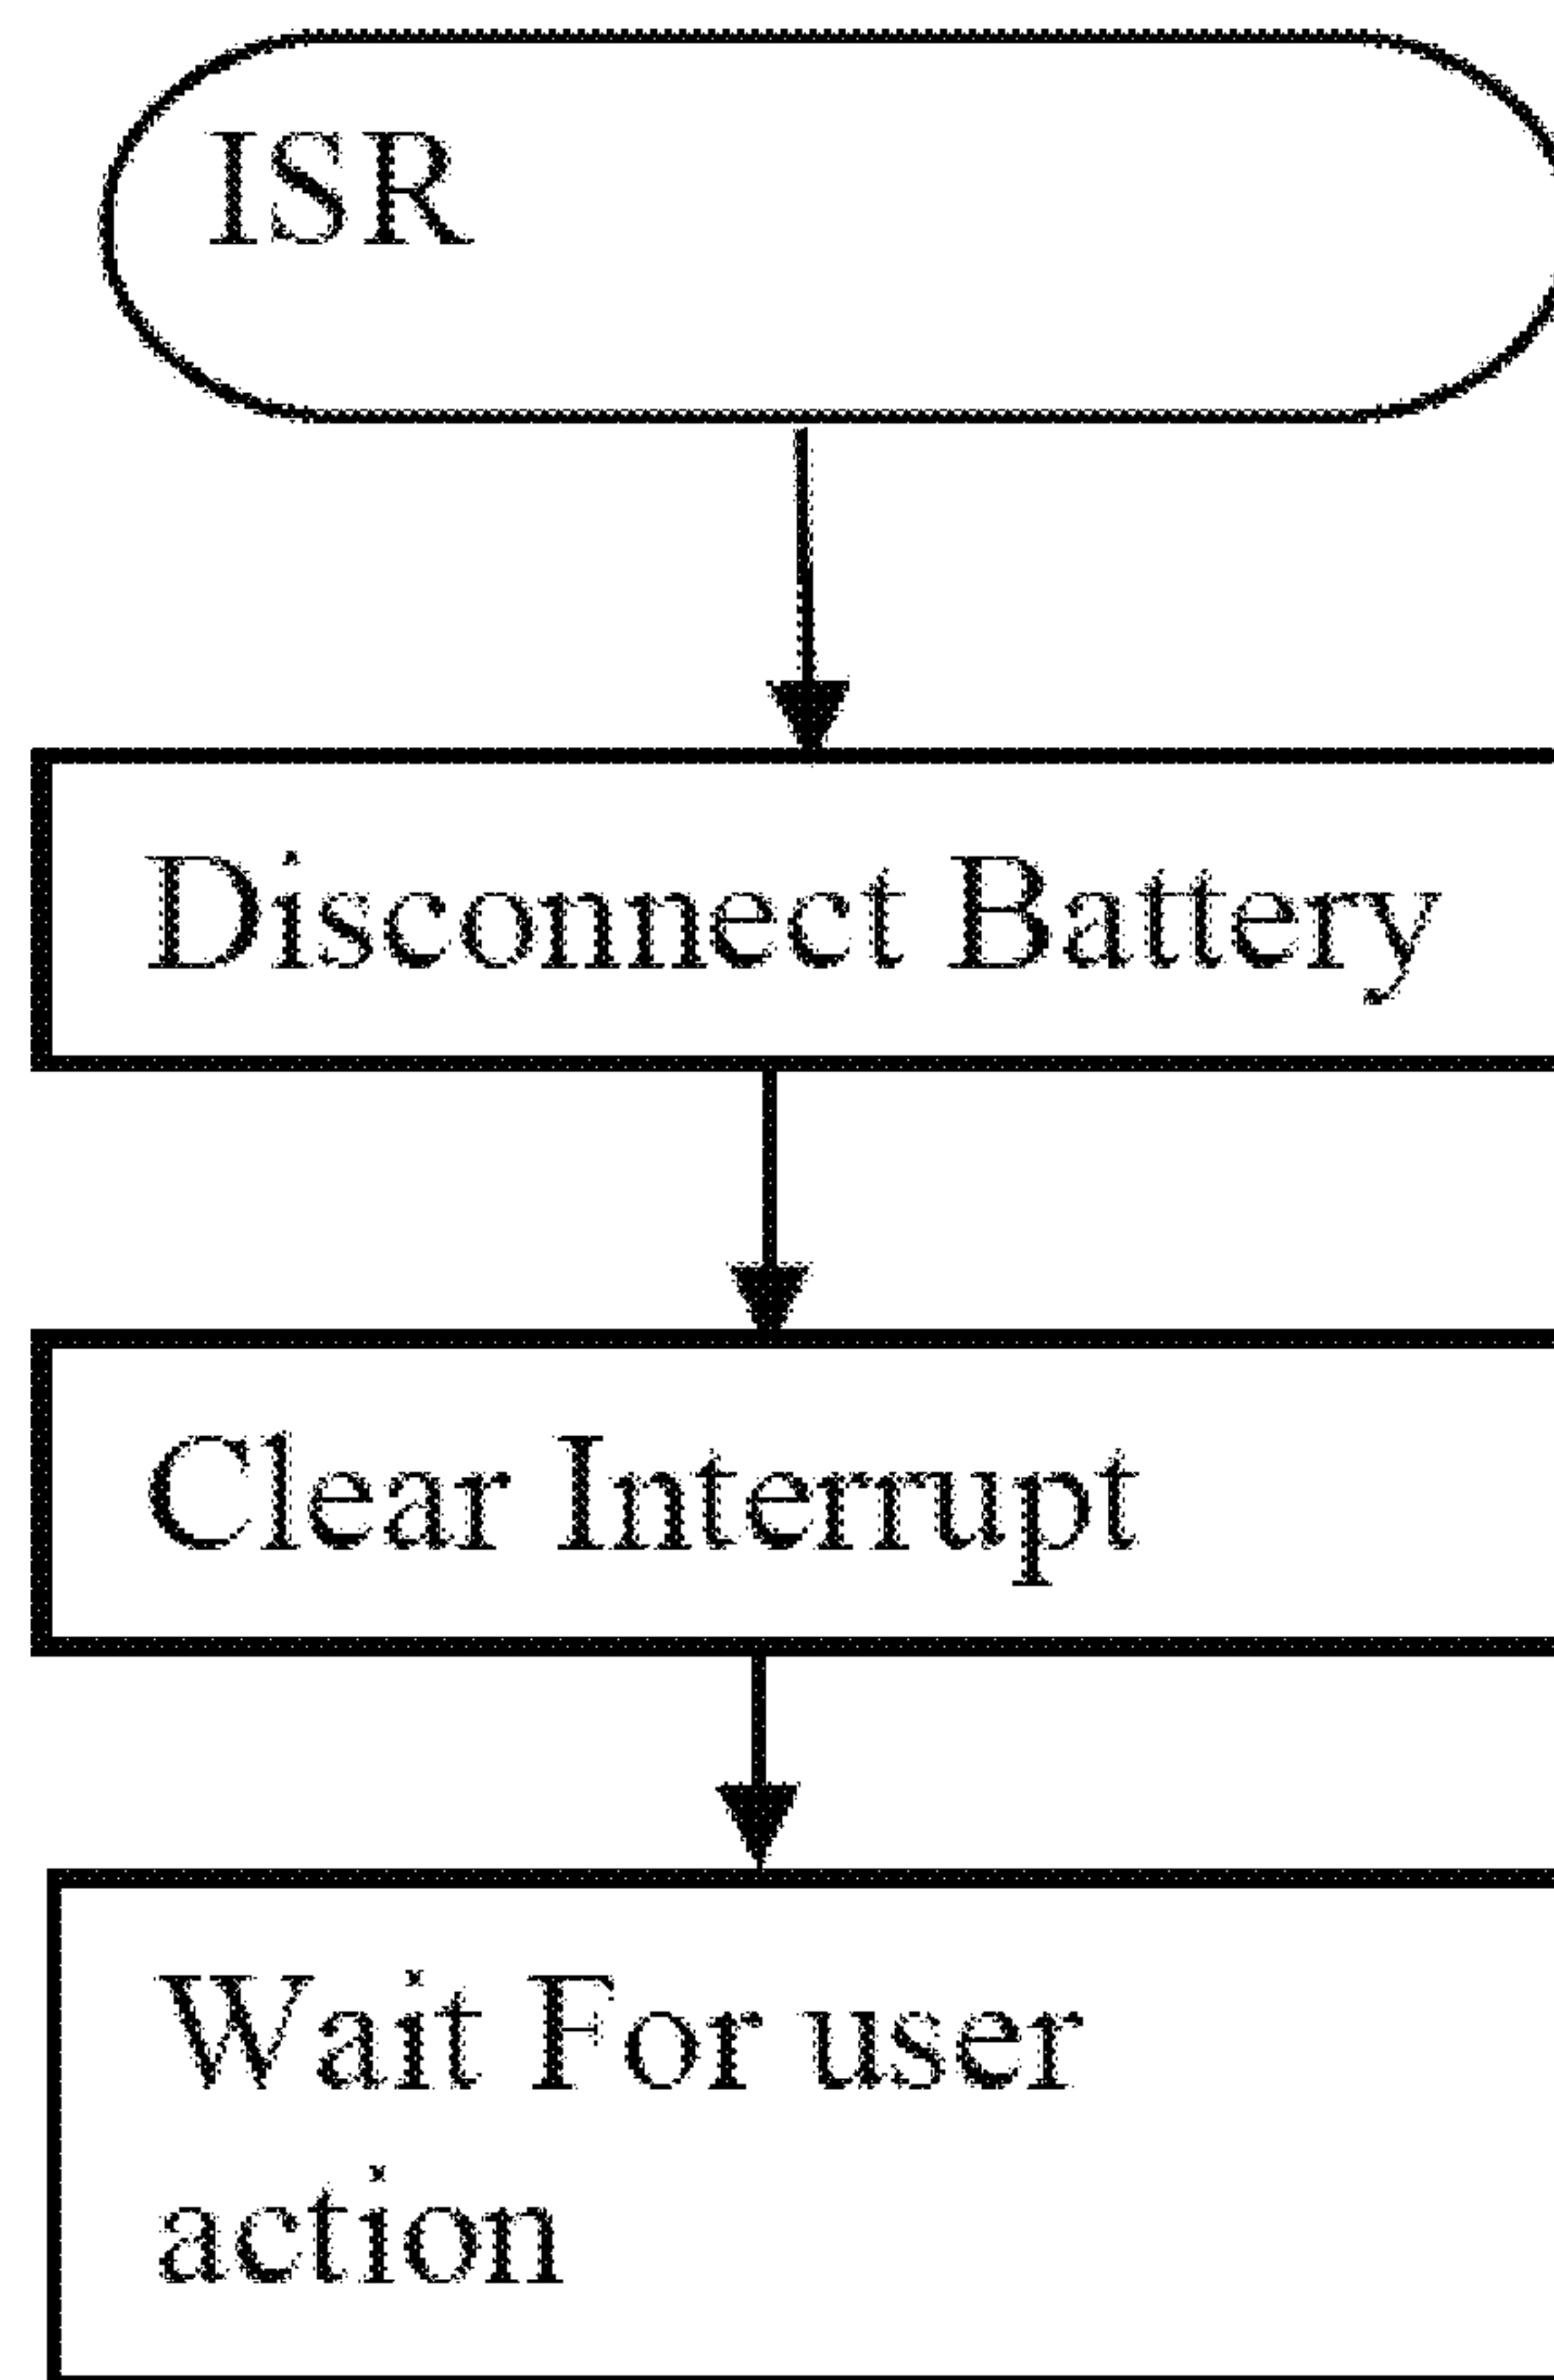 ISR
Disconnect Battery
Clear Interrupt
Wait For user
action